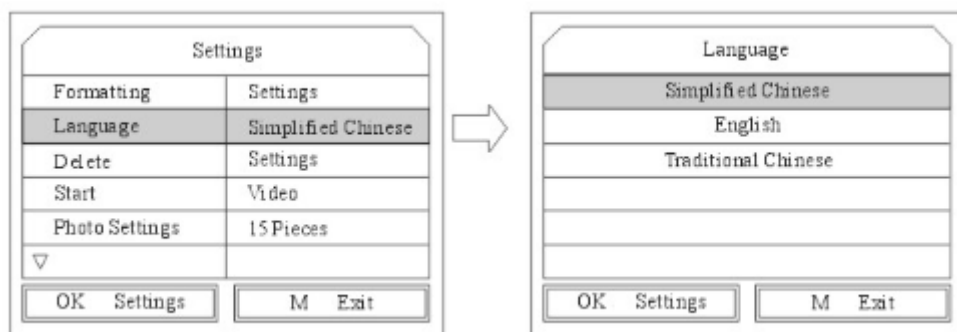 Settings
Formatting Settings
Language Simplified Chinese
Delete Settings
Start Video
Photo Settings 15 Pieces
OK Settings M Exit
Language
Simplified Chinese
English
Traditional Chinese
OK Settings M Exit